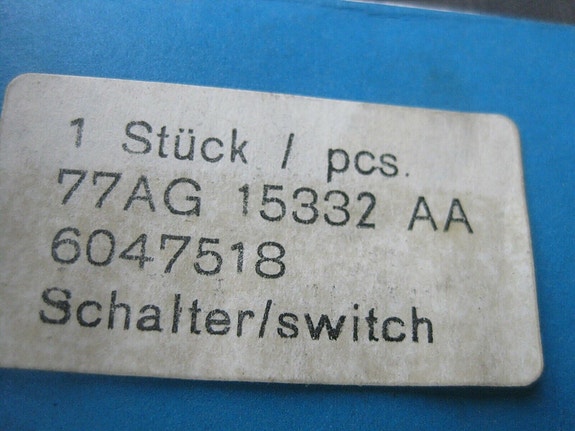 1 Stück / pcs.
77AG 15332 AA
6047518
Schalter/switch